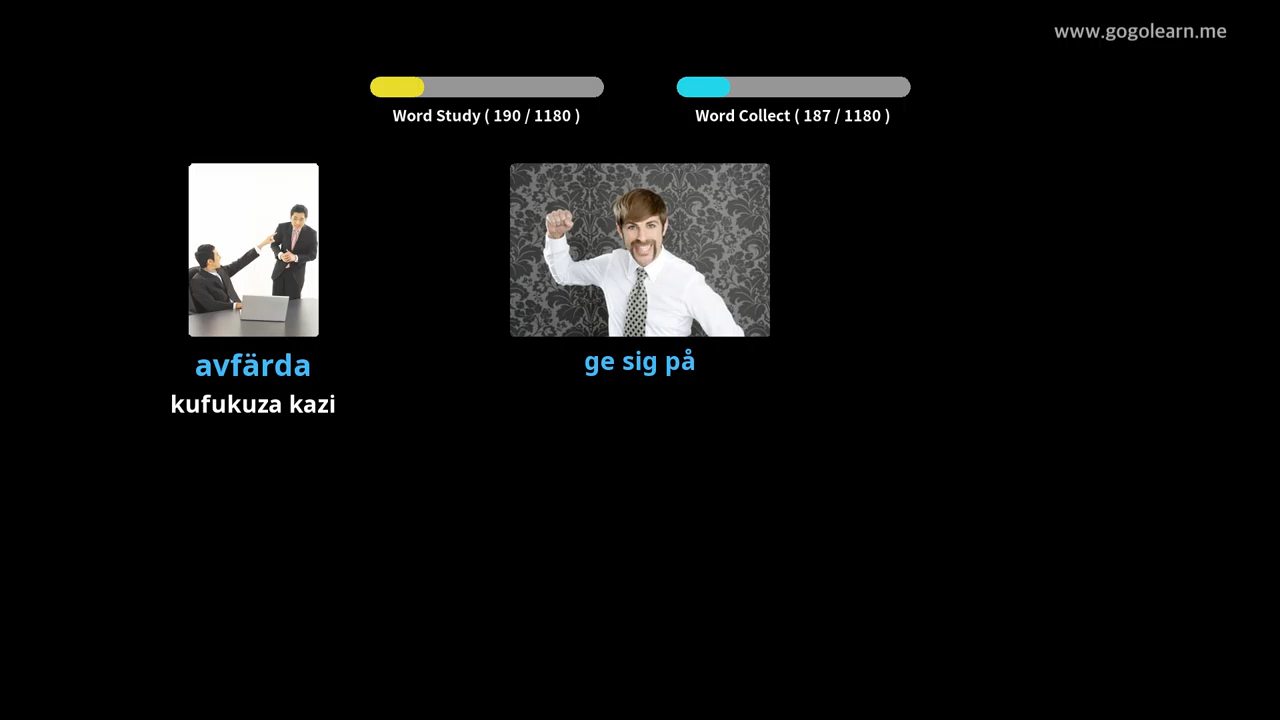 www.gogolearn.me
Word Study ( 190 / 1180 )
Word Collect ( 187 / 1180 )
avfärda
kufukuza kazi
ge sig på